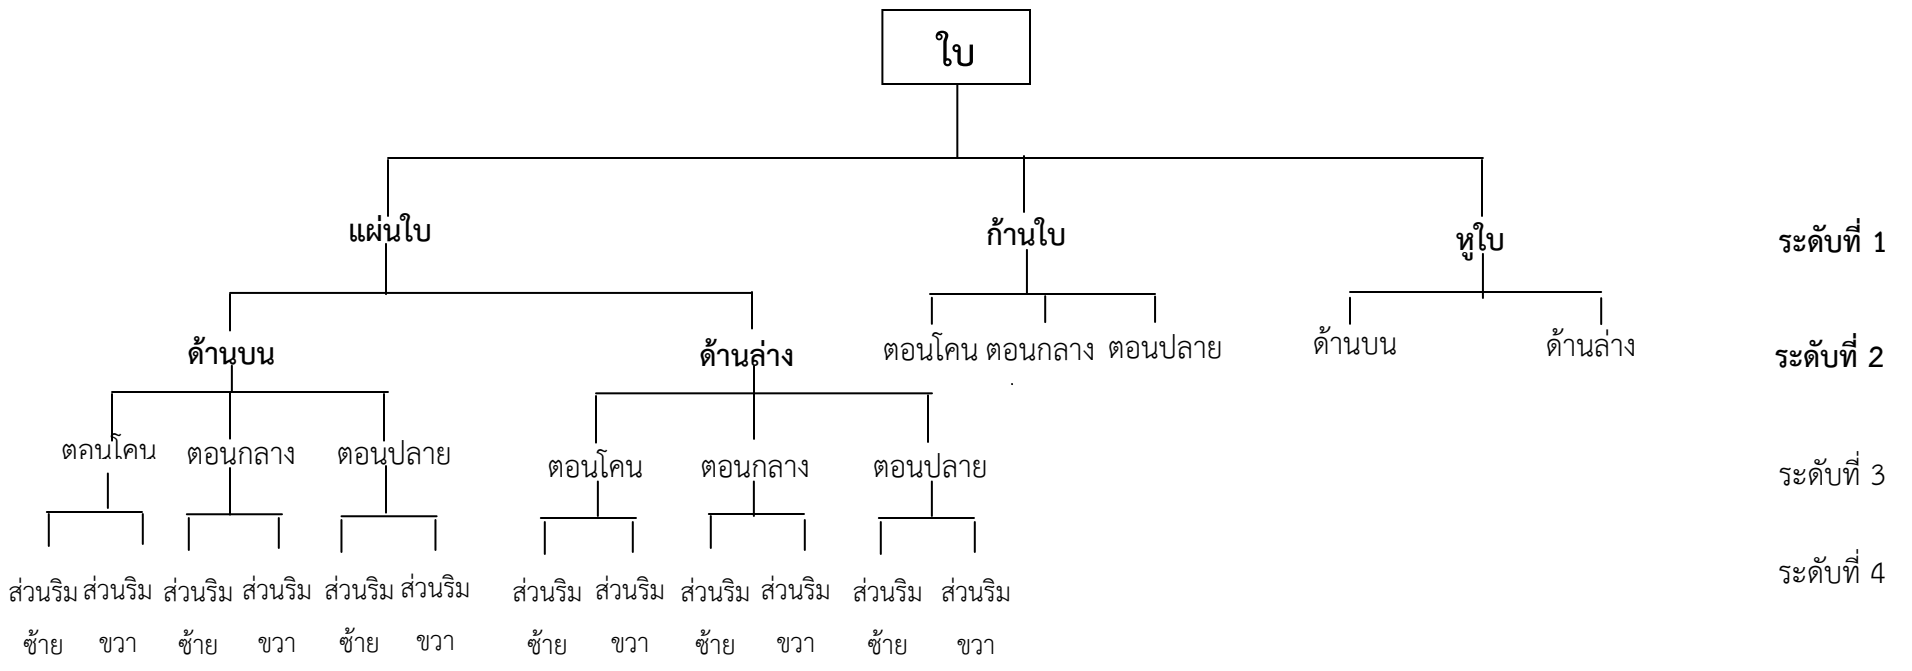 ใบ
แผ่นใบ ก้านใบ หูใบ ระดับที่ 1
ด้านบน ด้านล่าง ตอนโคน ตอนกลาง ตอนปลาย ด้านบน ด้านล่าง ระดับที่ 2
ตอนโคน ตอนกลาง ตอนปลาย ตอนโคน ตอนกลาง ตอนปลาย ระดับที่ 3
ระดับที่ 4
ส่วนริม ส่วนริม ส่วนริม ส่วนริม ส่วนริม ส่วนริม ส่วนริม ส่วนริม ส่วนริม ส่วนริม ส่วนริม ส่วนริม
ซ้าย ขวา ซ้าย ขวา ซ้าย ขวา ซ้าย ขวา ซ้าย ขวา ซ้าย ขวา